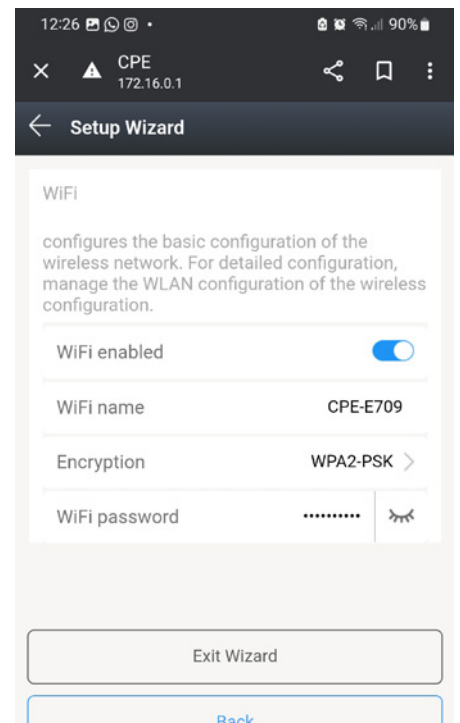 12:26
90%
CPE
172.16.0.1
Setup Wizard
WiFi
configures the basic configuration of the
wireless network. For detailed configuration,
manage the WLAN configuration of the wireless
configuration.
WiFi enabled
WiFi name CPE-E709
Encryption WPA2-PSK
WiFi password ••••••••••
Exit Wizard
Back